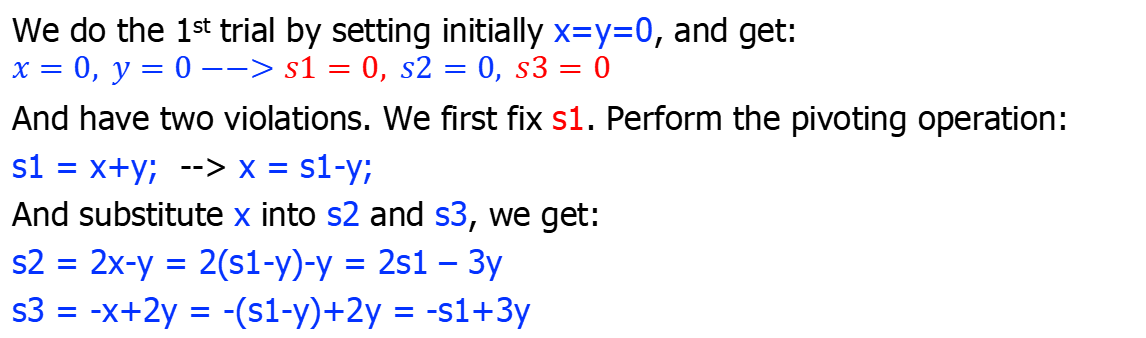 We do the 1st trial by setting initially x=y=0, and get:
x = 0, y = 0 −−> s1 = 0, s2 = 0, s3 = 0
And have two violations. We first fix s1. Perform the pivoting operation:
s1 = x+y; --> x = s1-y;
And substitute x into s2 and s3, we get:
s2 = 2x-y = 2(s1-y)-y = 2s1 – 3y
s3 = -x+2y = -(s1-y)+2y = -s1+3y